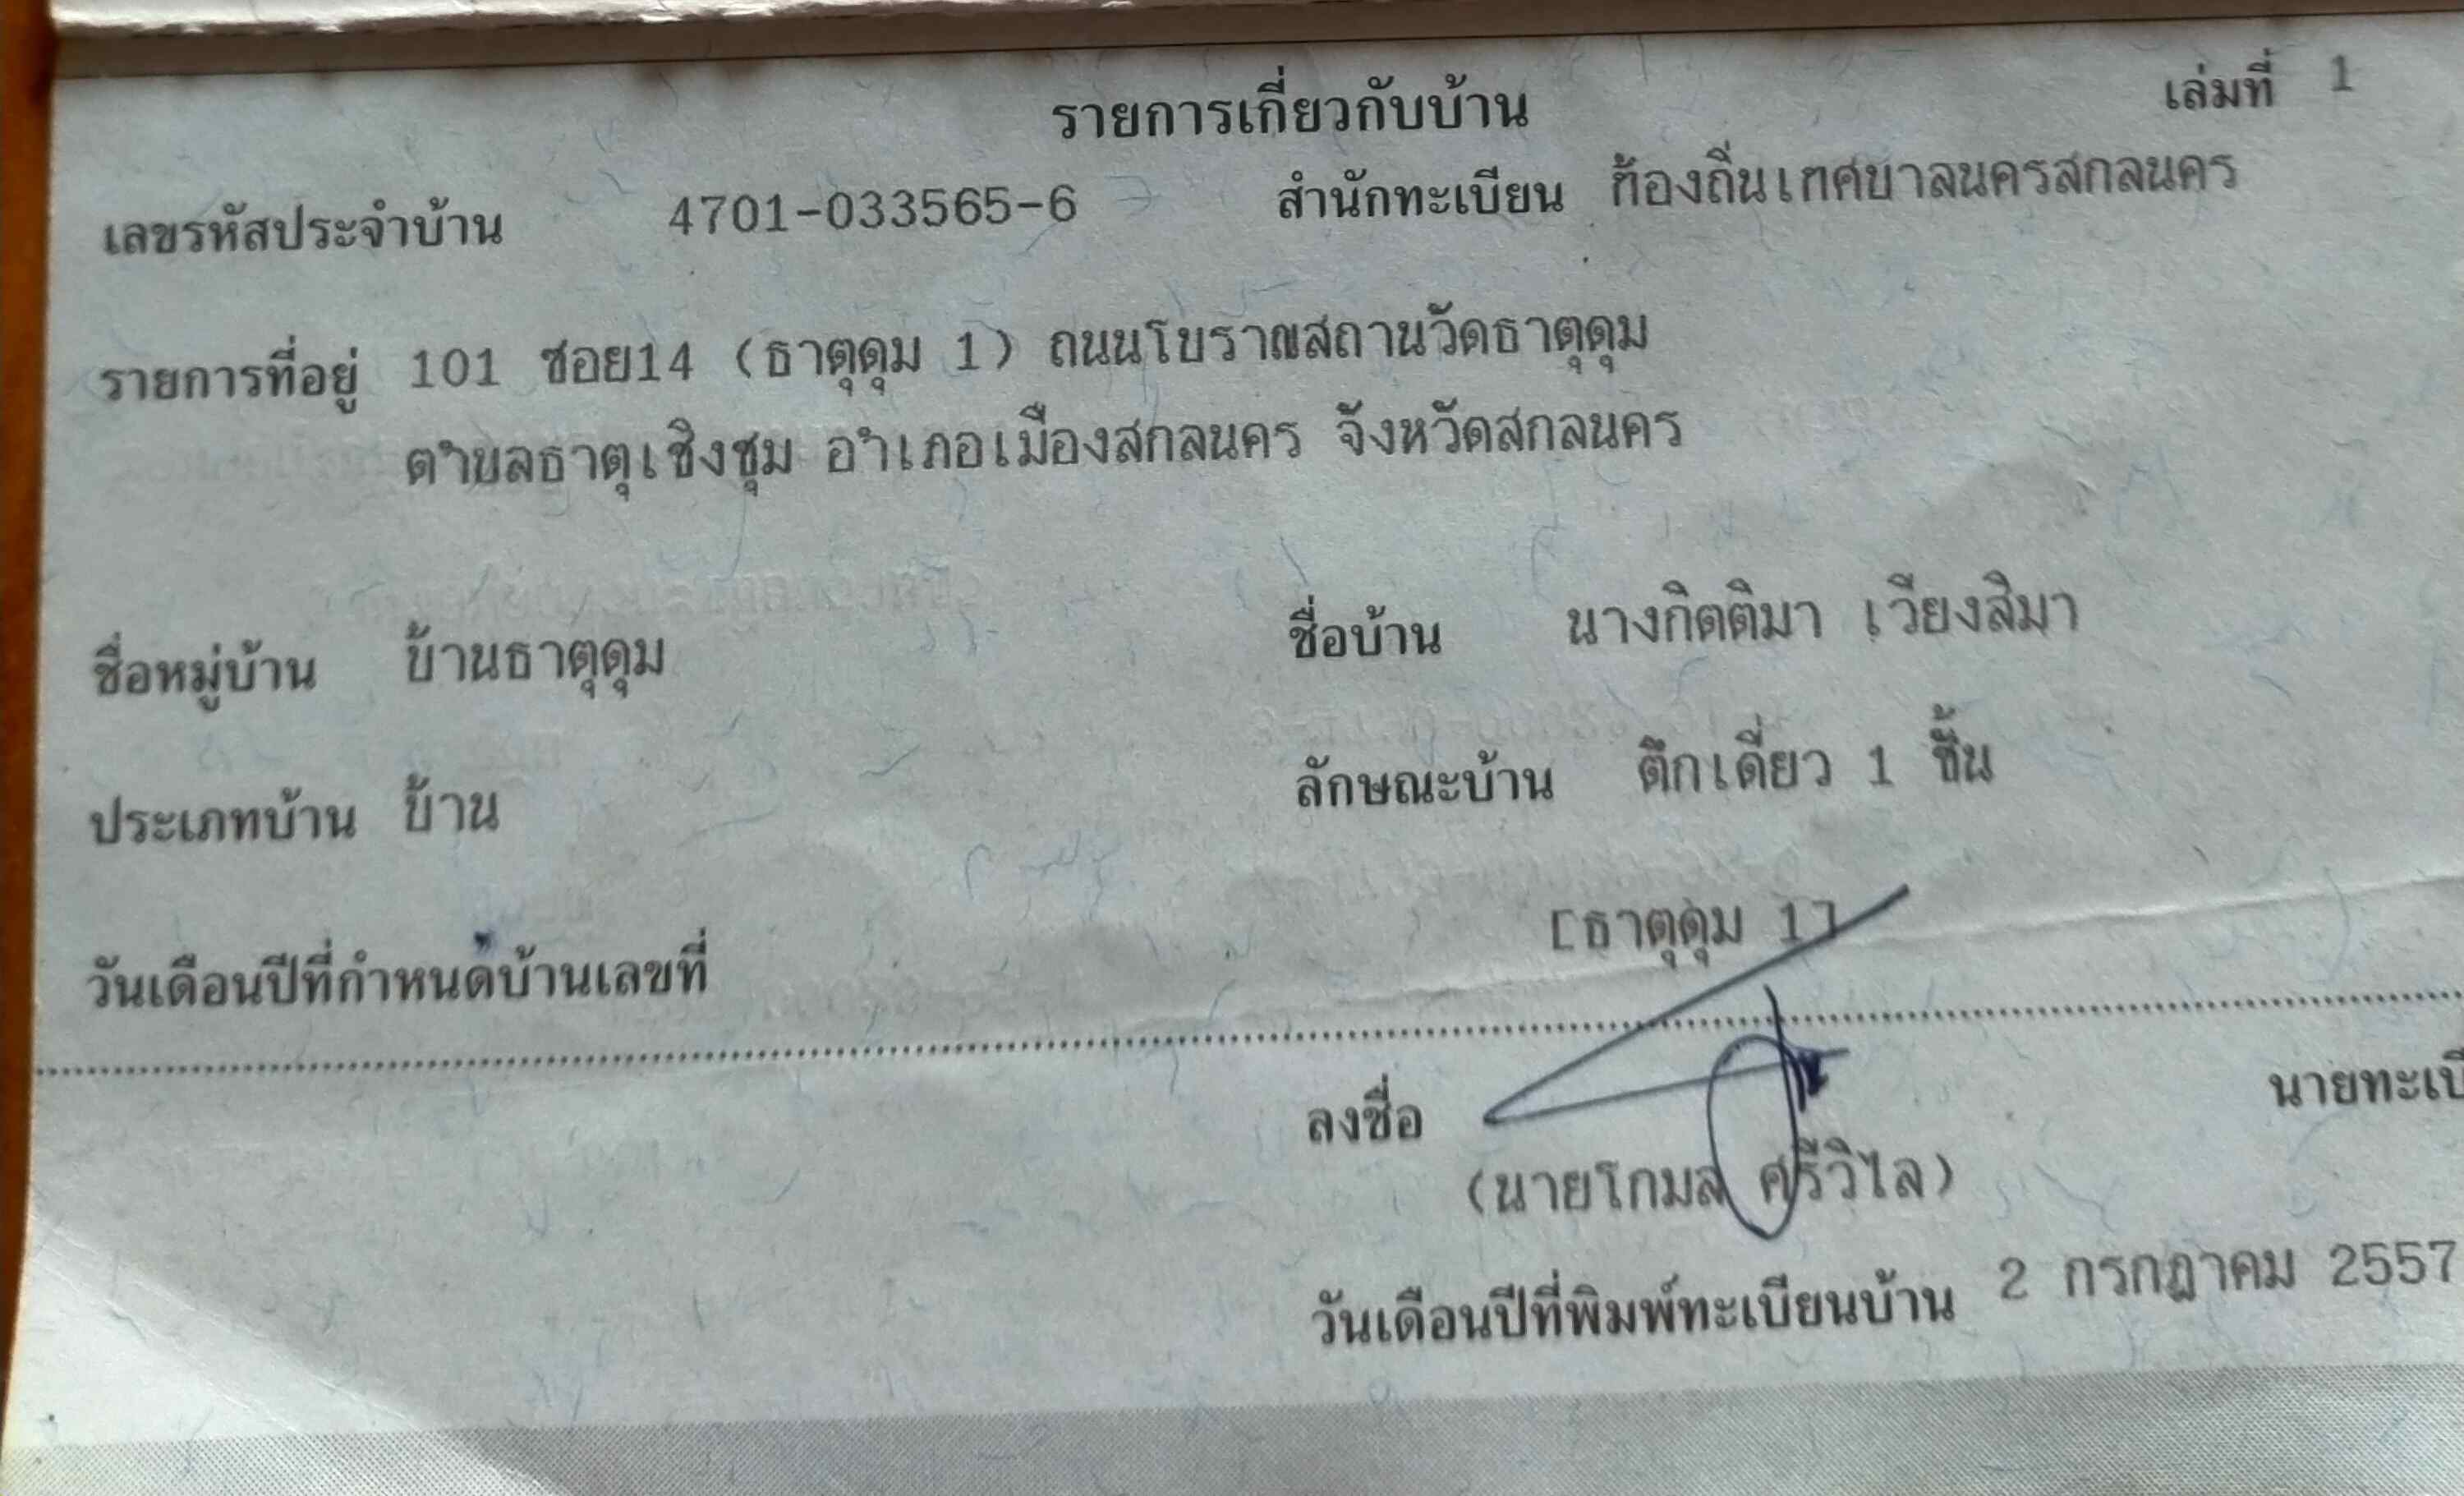 รายการเกี่ยวกับบ้าน เล่มที่ 1
เลขรหัสประจำบ้าน 4701-033565-6 สำนักทะเบียน ท้องถิ่นเทศบาลนครสกลนคร
รายการที่อยู่ 101 ซอย14 (ธาตุดุม 1) ถนนโบราณสถานวัดธาตุดุม
ตำบลธาตุเชิงชุม อำเภอเมืองสกลนคร จังหวัดสกลนคร
ชื่อหมู่บ้าน บ้านธาตุดุม ชื่อบ้าน นางกิตติมา เวียงสิมา
ประเภทบ้าน บ้าน ลักษณะบ้าน ตึกเดี่ยว 1 ชั้น
[ธาตุดุม 1]
วันเดือนปีที่กำหนดบ้านเลขที่
ลงชื่อ นายทะเบี
(นายโกมล ศรีวิไล)
วันเดือนปีที่พิมพ์ทะเบียนบ้าน 2 กรกฎาคม 2557